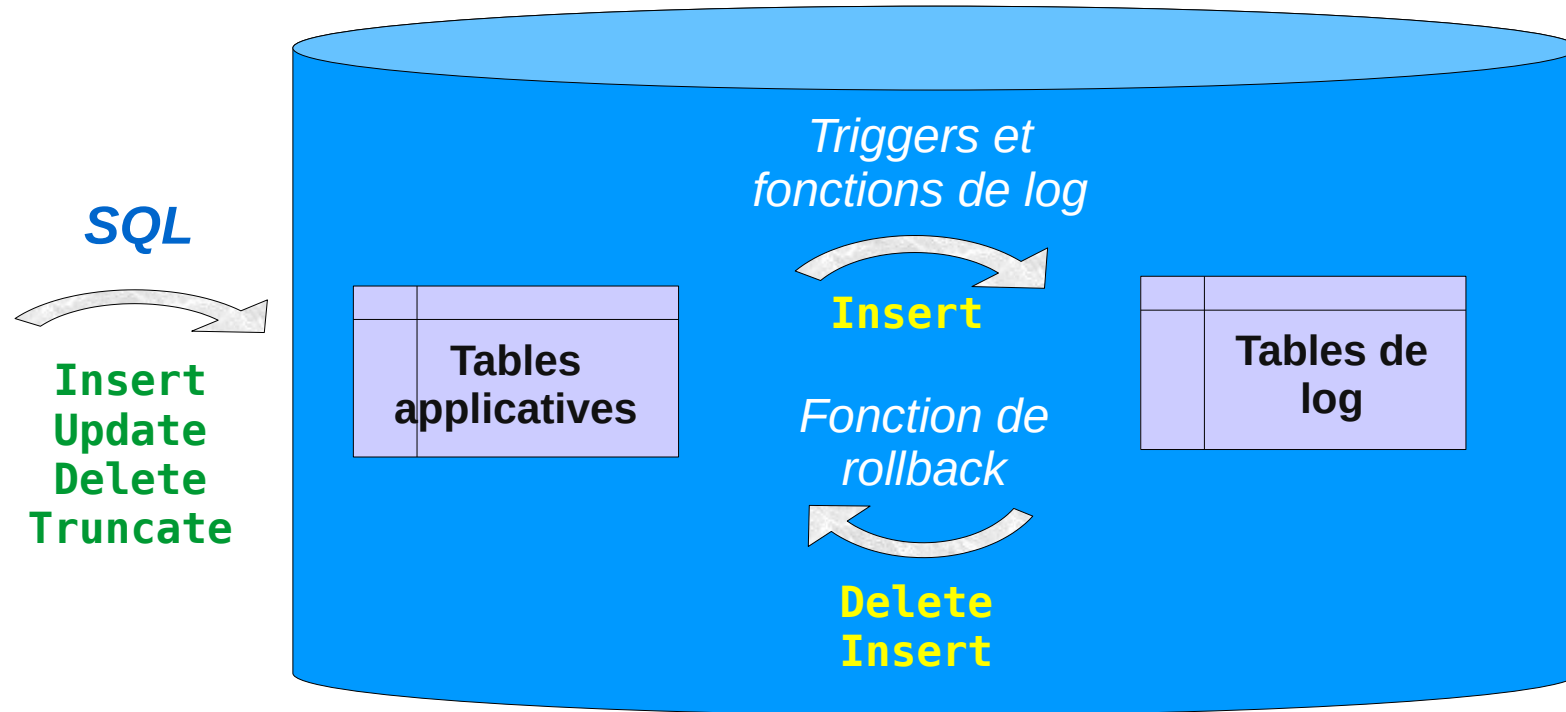 SQL
Insert
Update
Delete
Truncate
Tables
applicatives
Triggers et
fonctions de log
Insert
Fonction de
rollback
Delete
Insert
Tables de
log